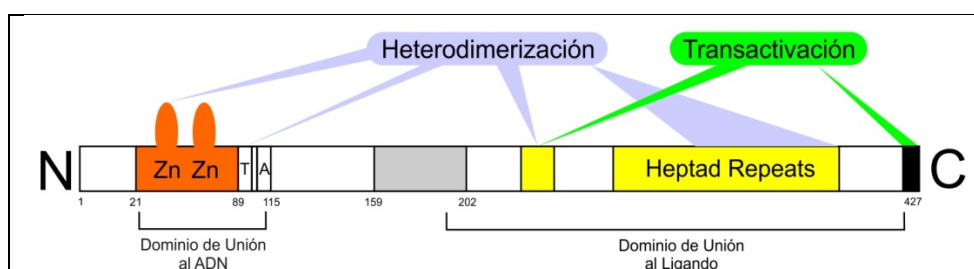 Heterodimerización
Transactivación
N
Zn
Zn
T
A
Heptad Repeats
C
1
21
89
115
159
202
427
Dominio de Unión
al ADN
Dominio de Unión
al Ligando